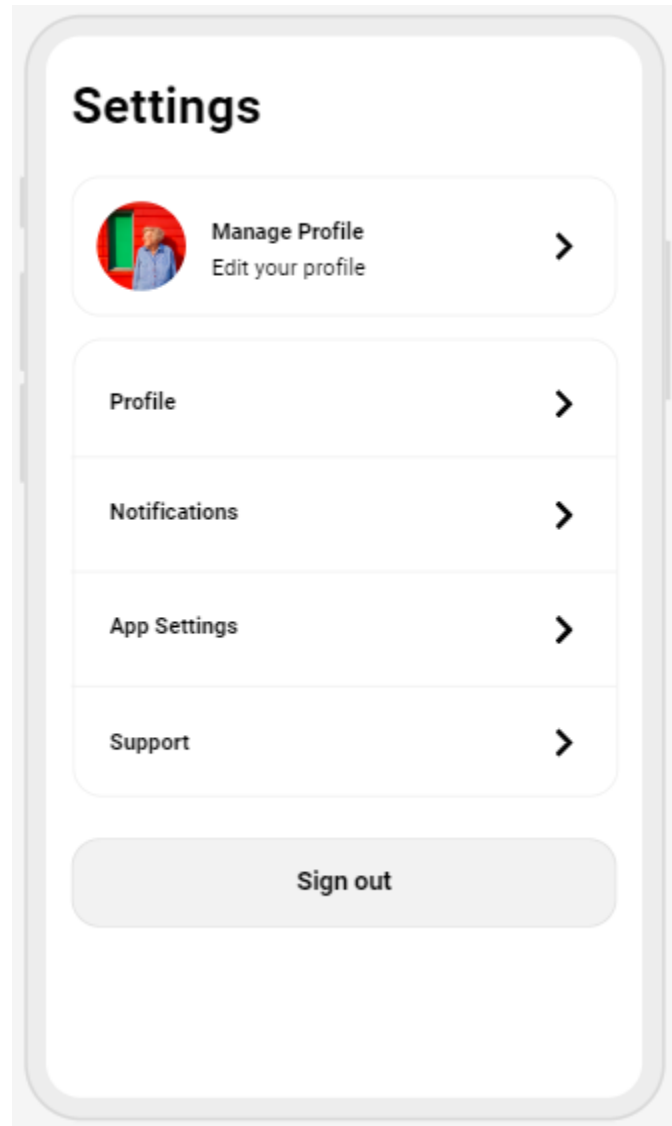 Settings
Manage Profile
Edit your profile
Profile
Notifications
App Settings
Support
Sign out